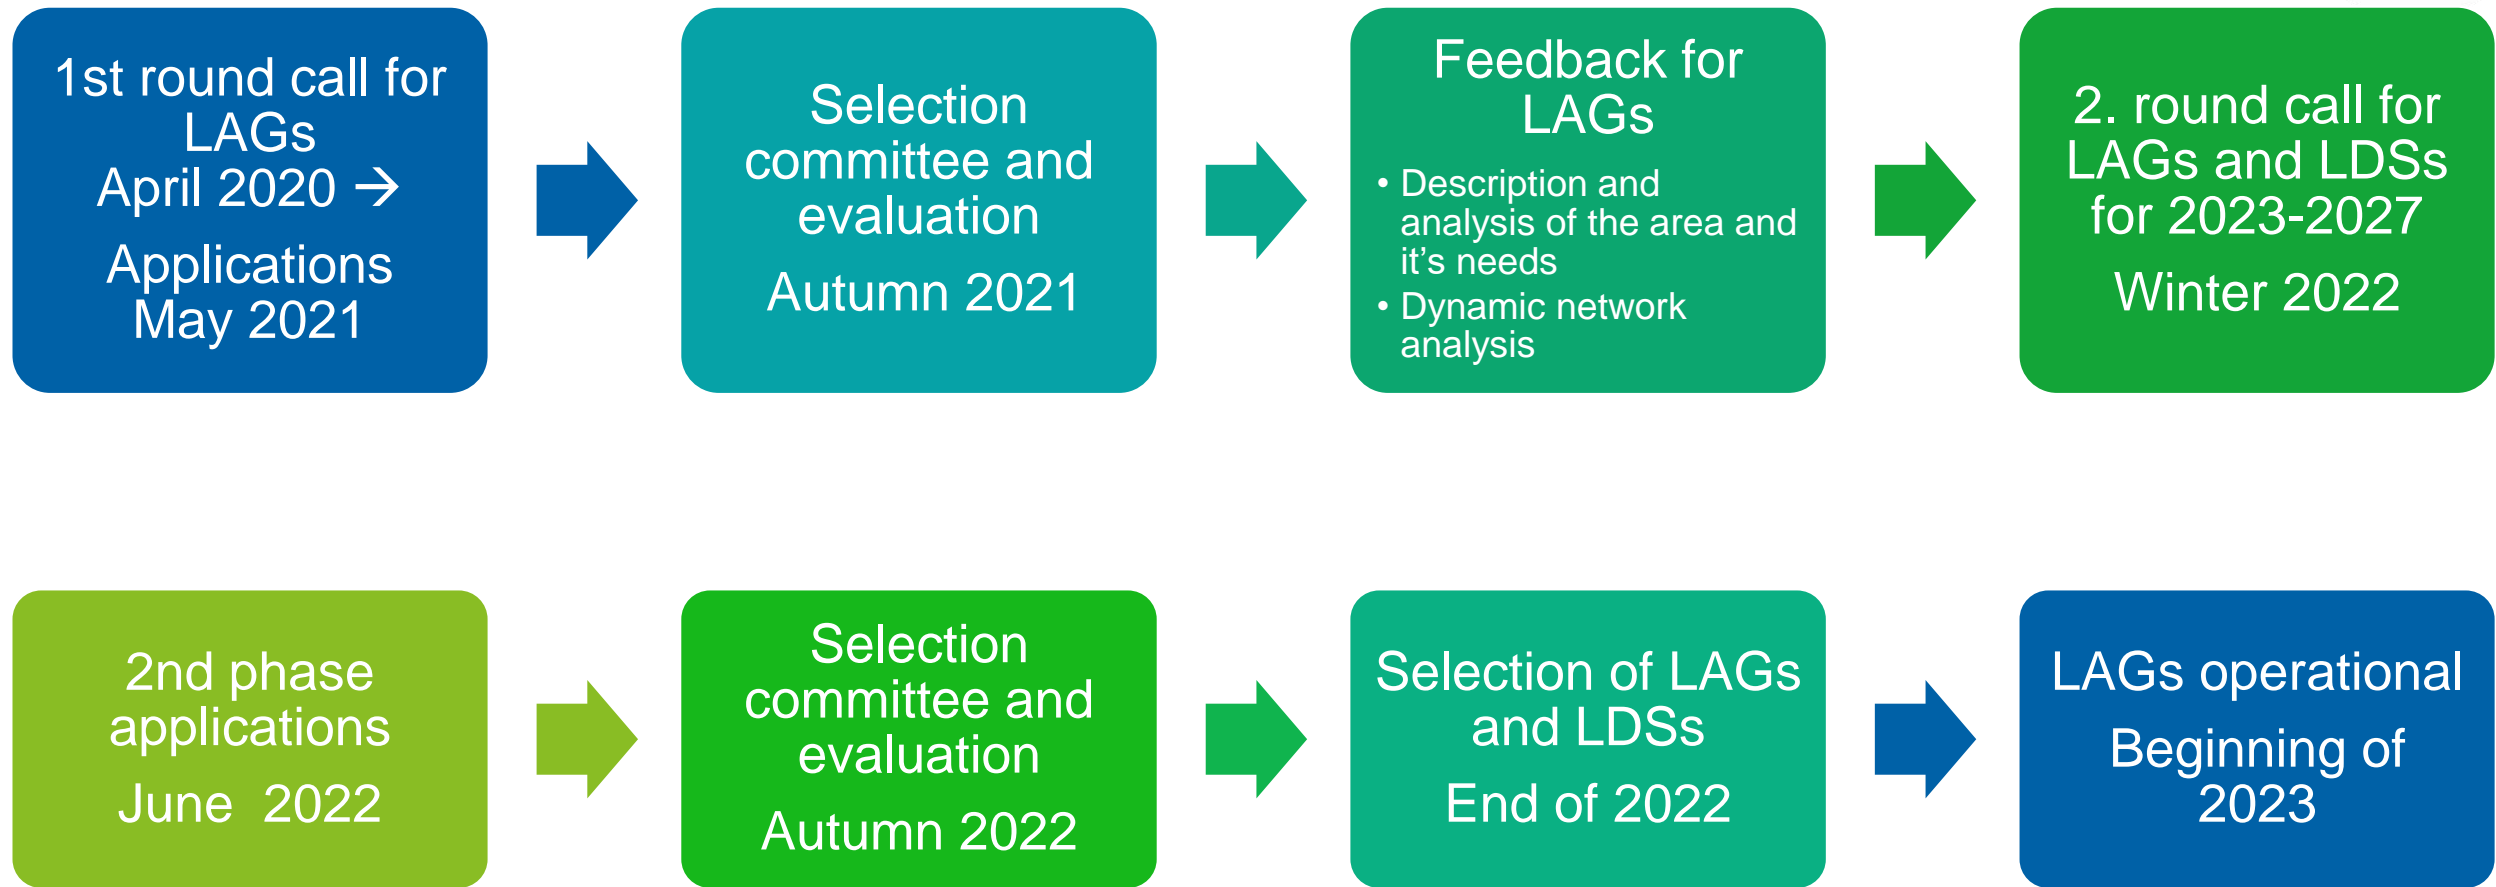 1st round call for
LAGs
April 2020 →
Applications
May 2021
Selection
committee and
evaluation
Autumn 2021
Feedback for
LAGs
• Description and
analysis of the area and
it's needs
• Dynamic network
analysis
2. round call for
LAGs and LDSs
for 2023-2027
Winter 2022
2nd phase
applications
June  2022
Selection
committee and
evaluation
Autumn 2022
Selection of LAGs
and LDSs
End of 2022
LAGs operational
Beginning of
2023